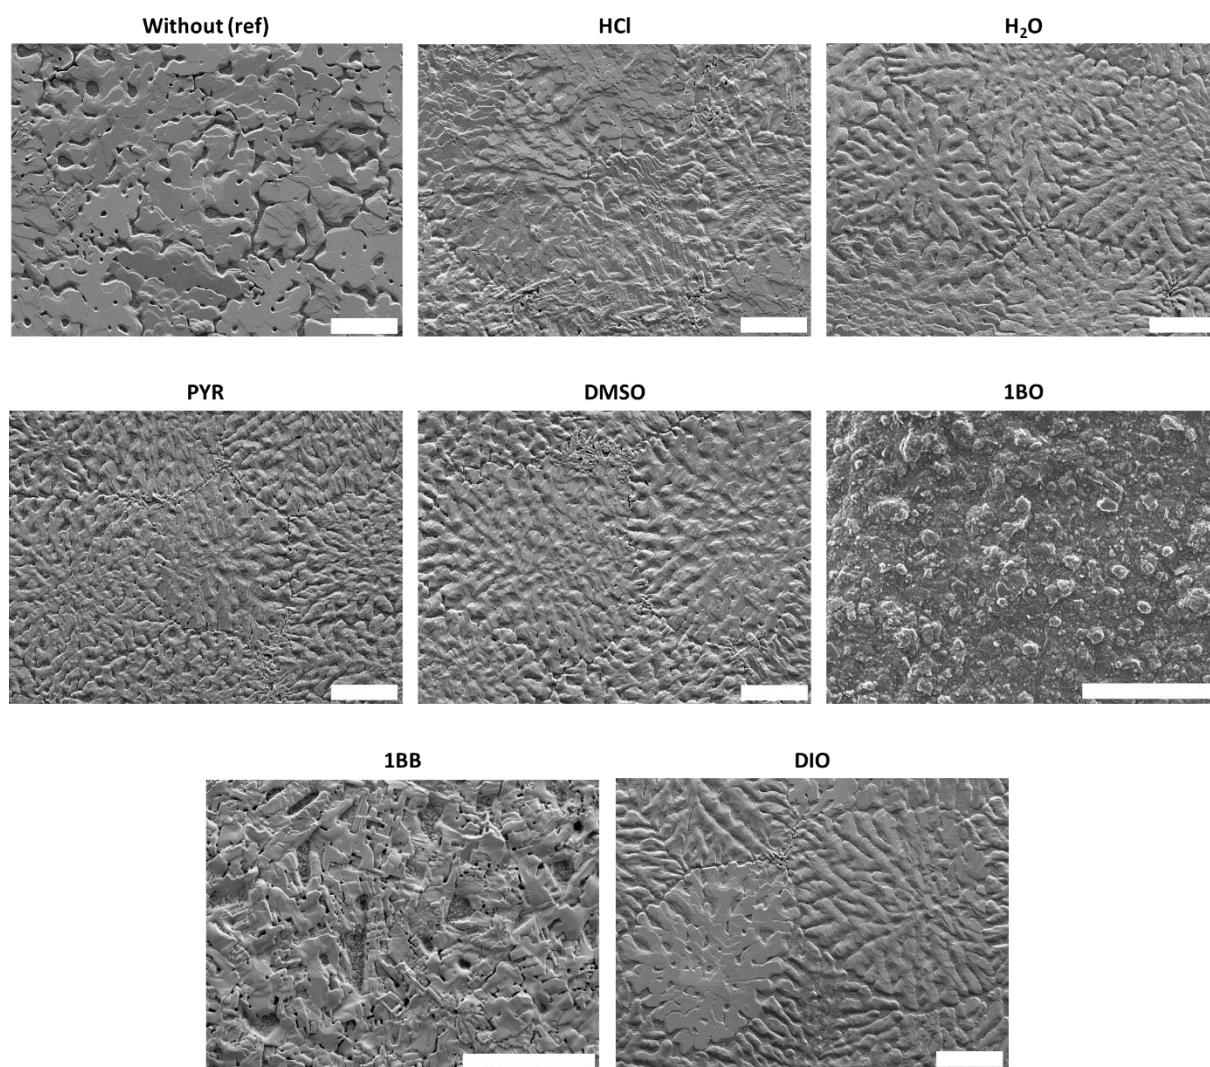 Without (ref)
HCl
H₂O
PYR
DMSO
1BO
1BB
DIO